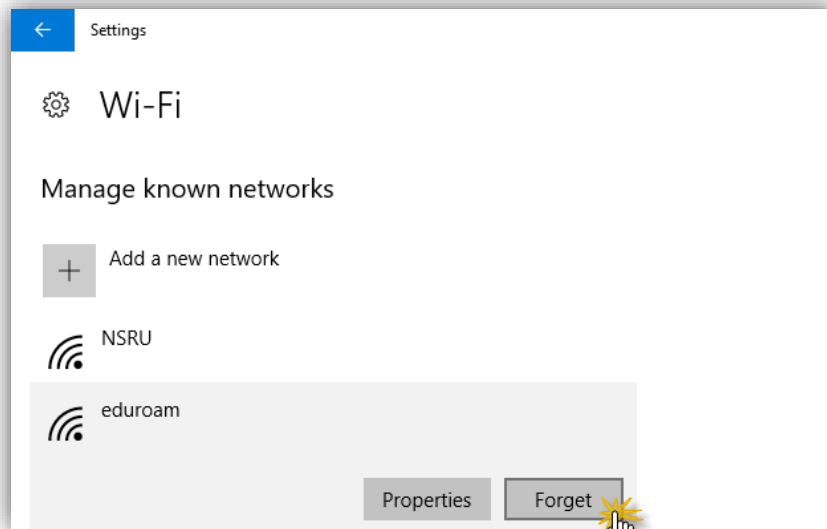 Settings
Wi-Fi
Manage known networks
Add a new network
NSRU
eduroam
Properties Forget